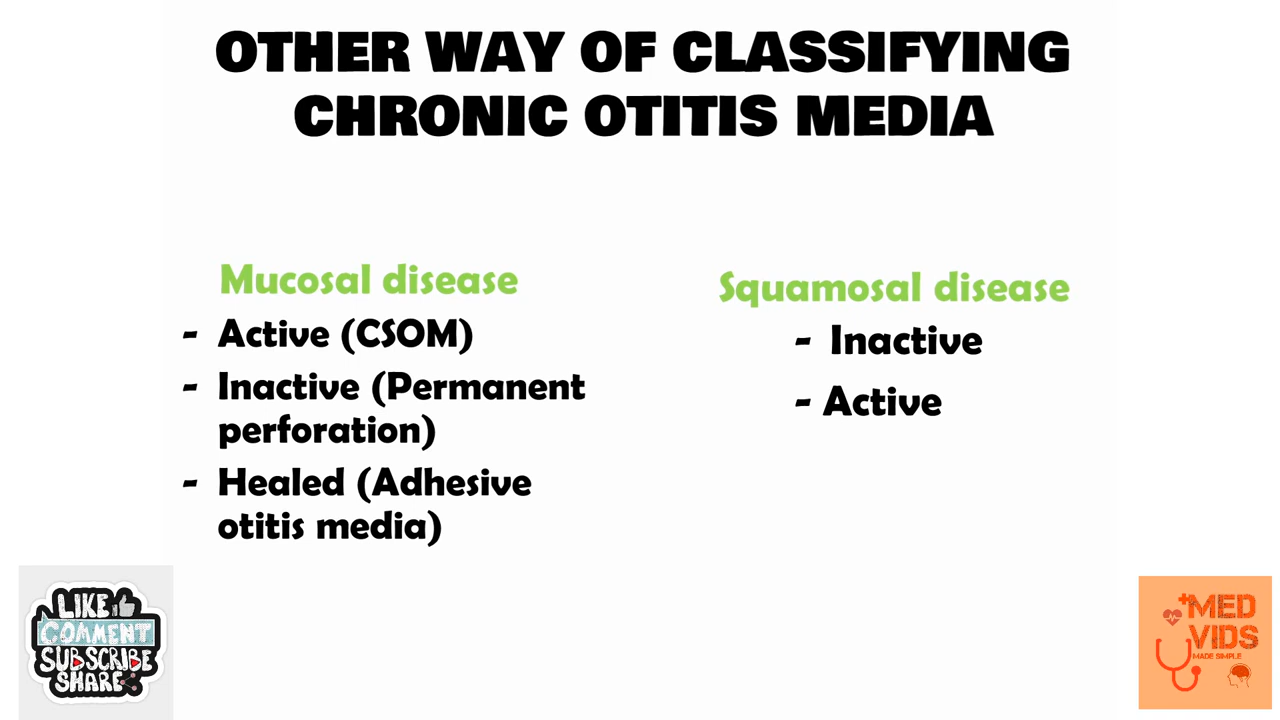 OTHER WAY OF CLASSIFYING
CHRONIC OTITIS MEDIA
Mucosal disease
- Active (CSOM)
- Inactive (Permanent
perforation)
- Healed (Adhesive
otitis media)
Squamosal disease
- Inactive
- Active
LIKE
COMMENT
SUBSCRIBE
SHARE
MED
VIDS
MADE SIMPLE